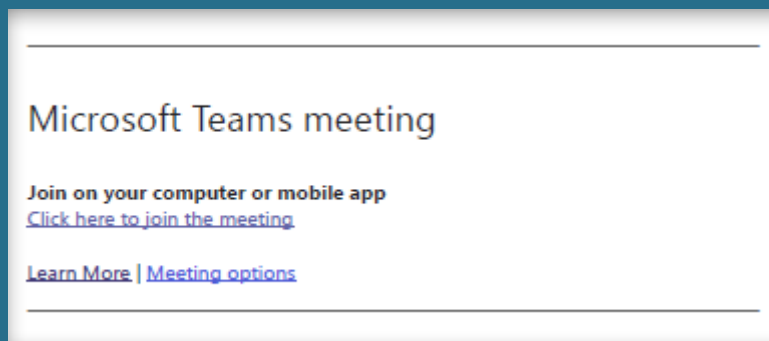 Microsoft Teams meeting
Join on your computer or mobile app
Click here to join the meeting
Learn More | Meeting options